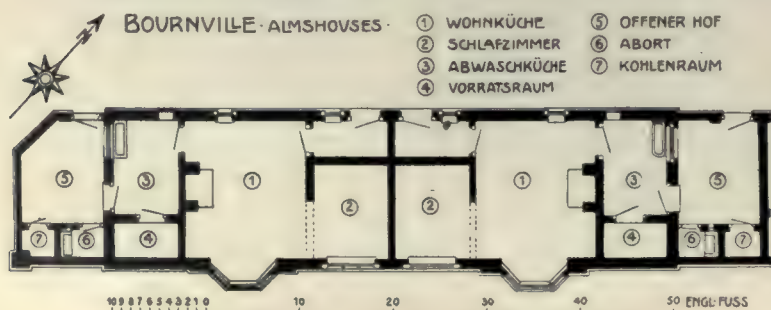 BOURNVILLE · ALMSHOUSES ·
① WOHNKÜCHE
② SCHLAFZIMMER
③ ABWASCHKÜCHE
④ VORRATSRAUM
⑤ OFFENER HOF
⑥ ABORT
⑦ KOHLENRAUM
N
⑤ ③ ① ② ② ① ③ ⑤
⑦ ⑥ ④ ④ ⑥ ⑦
10 9 8 7 6 5 4 3 2 1 0 10 20 30 40 50 ENGL·FUSS